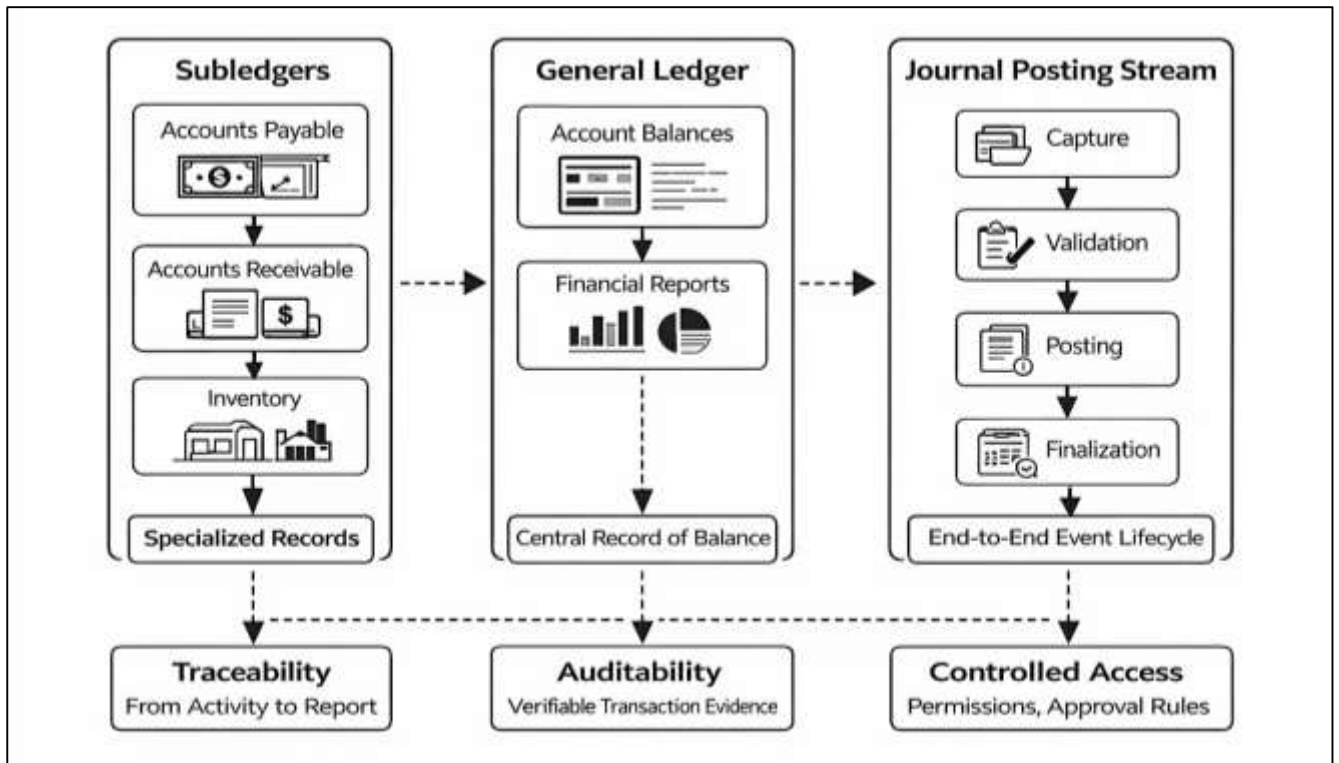 Subledgers
Accounts Payable
$
Accounts Receivable
$
Inventory
Specialized Records
General Ledger
Account Balances
Financial Reports
Central Record of Balance
Journal Posting Stream
Capture
Validation
Posting
Finalization
End-to-End Event Lifecycle
Traceability
From Activity to Report
Auditability
Verifiable Transaction Evidence
Controlled Access
Permissions, Approval Rules